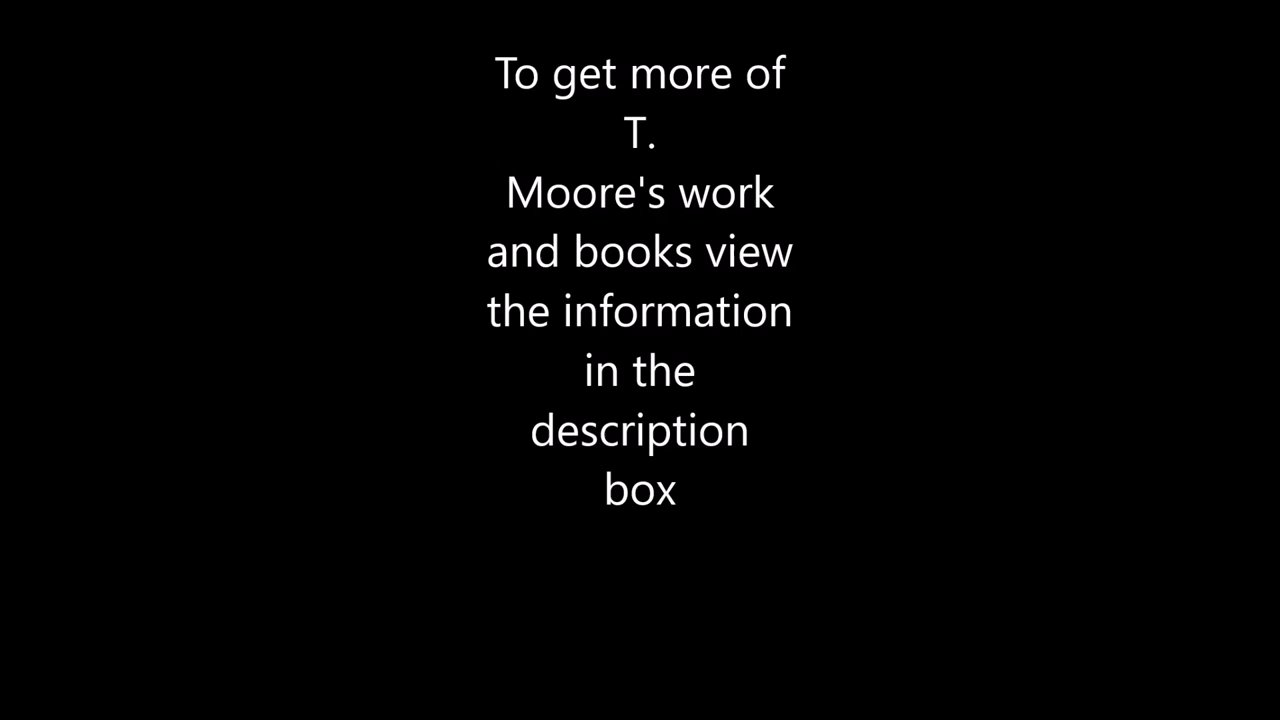 To get more of
T.
Moore's work
and books view
the information
in the
description
box